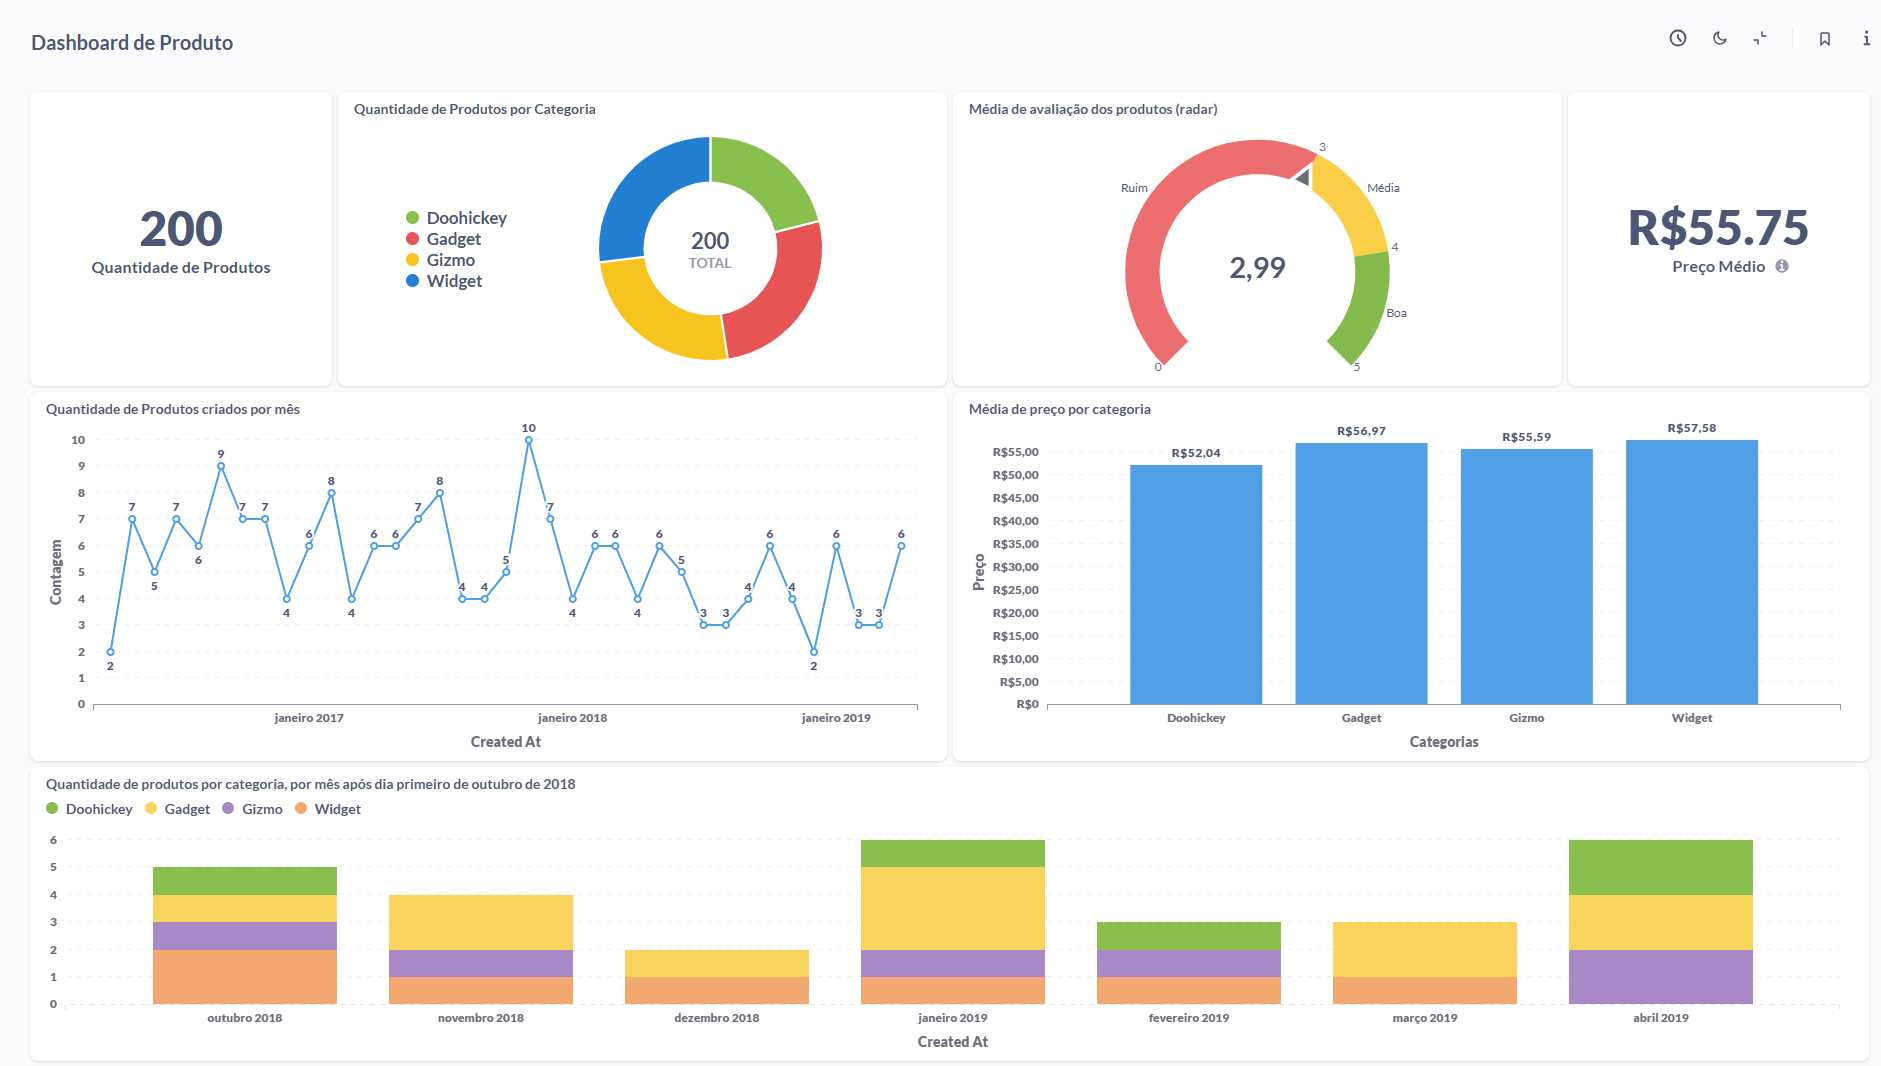 Dashboard de Produto
200
Quantidade de Produtos
Quantidade de Produtos por Categoria
Doohickey
Gadget
Gizmo
Widget
200
TOTAL
Média de avaliação dos produtos (radar)
Ruim
3
Média
4
Boa
2,99
0
5
R$55.75
Preço Médio
Quantidade de Produtos criados por mês
Contagem
10
9
8
7
6
5
4
3
2
1
0
2
7
5
7
6
9
7
7
4
6
8
4
6
6
7
8
4
4
5
10
7
4
6
6
4
6
5
3
3
4
6
4
2
6
3
3
6
janeiro 2017
janeiro 2018
janeiro 2019
Created At
Média de preço por categoria
Preço
R$55,00
R$50,00
R$45,00
R$40,00
R$35,00
R$30,00
R$25,00
R$20,00
R$15,00
R$10,00
R$5,00
R$0
R$52,04
R$56,97
R$55,59
R$57,58
Doohickey
Gadget
Gizmo
Widget
Categorias
Quantidade de produtos por categoria, por mês após dia primeiro de outubro de 2018
Doohickey Gadget Gizmo Widget
6
5
4
3
2
1
0
outubro 2018
novembro 2018
dezembro 2018
janeiro 2019
fevereiro 2019
março 2019
abril 2019
Created At